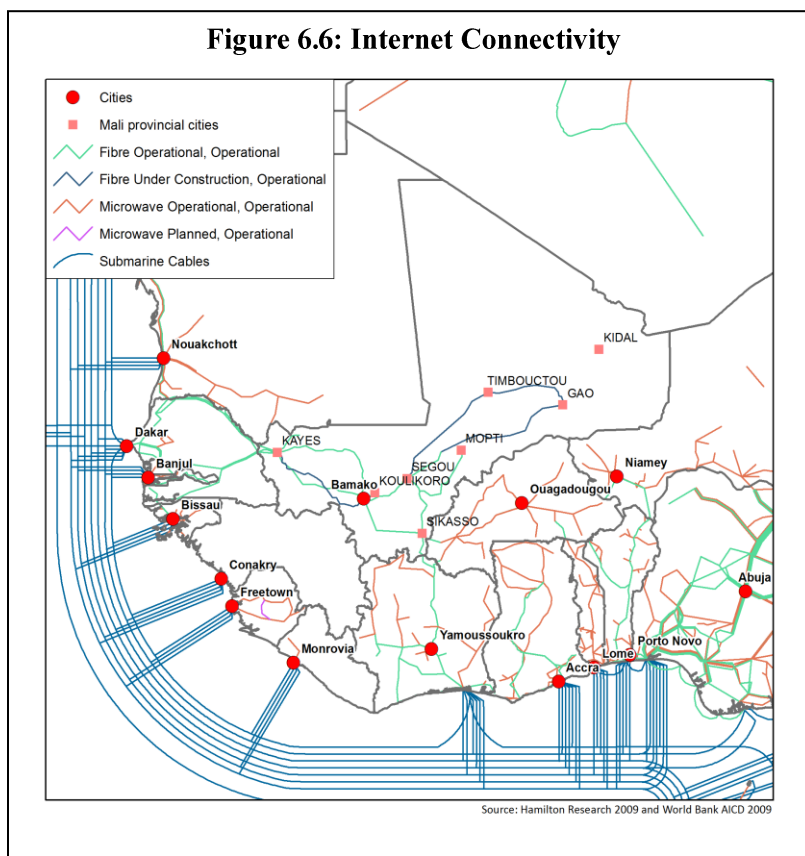 Figure 6.6: Internet Connectivity
Cities
Mali provincial cities
Fibre Operational, Operational
Fibre Under Construction, Operational
Microwave Operational, Operational
Microwave Planned, Operational
Submarine Cables
Nouakchott
KIDAL
TIMBOUCTOU
GAO
Dakar
KAYES
MOPTI
Banjul
SEGOU
Niamey
Bamako
KOULIKORO
Ouagadougou
Bissau
SIKASSO
Conakry
Abuja
Freetown
Monrovia
Yamoussoukro
Porto Novo
Lome
Accra
Source: Hamilton Research 2009 and World Bank AICD 2009